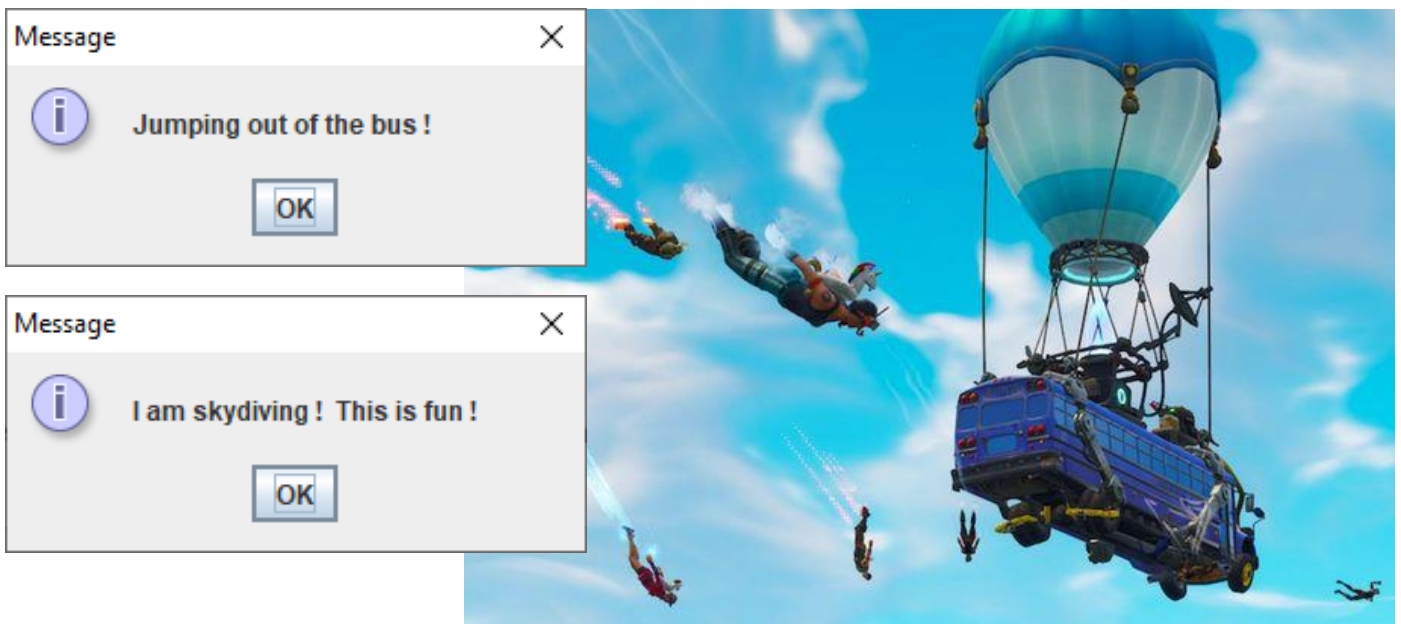 Message
Jumping out of the bus !
OK
Message
I am skydiving !  This is fun !
OK